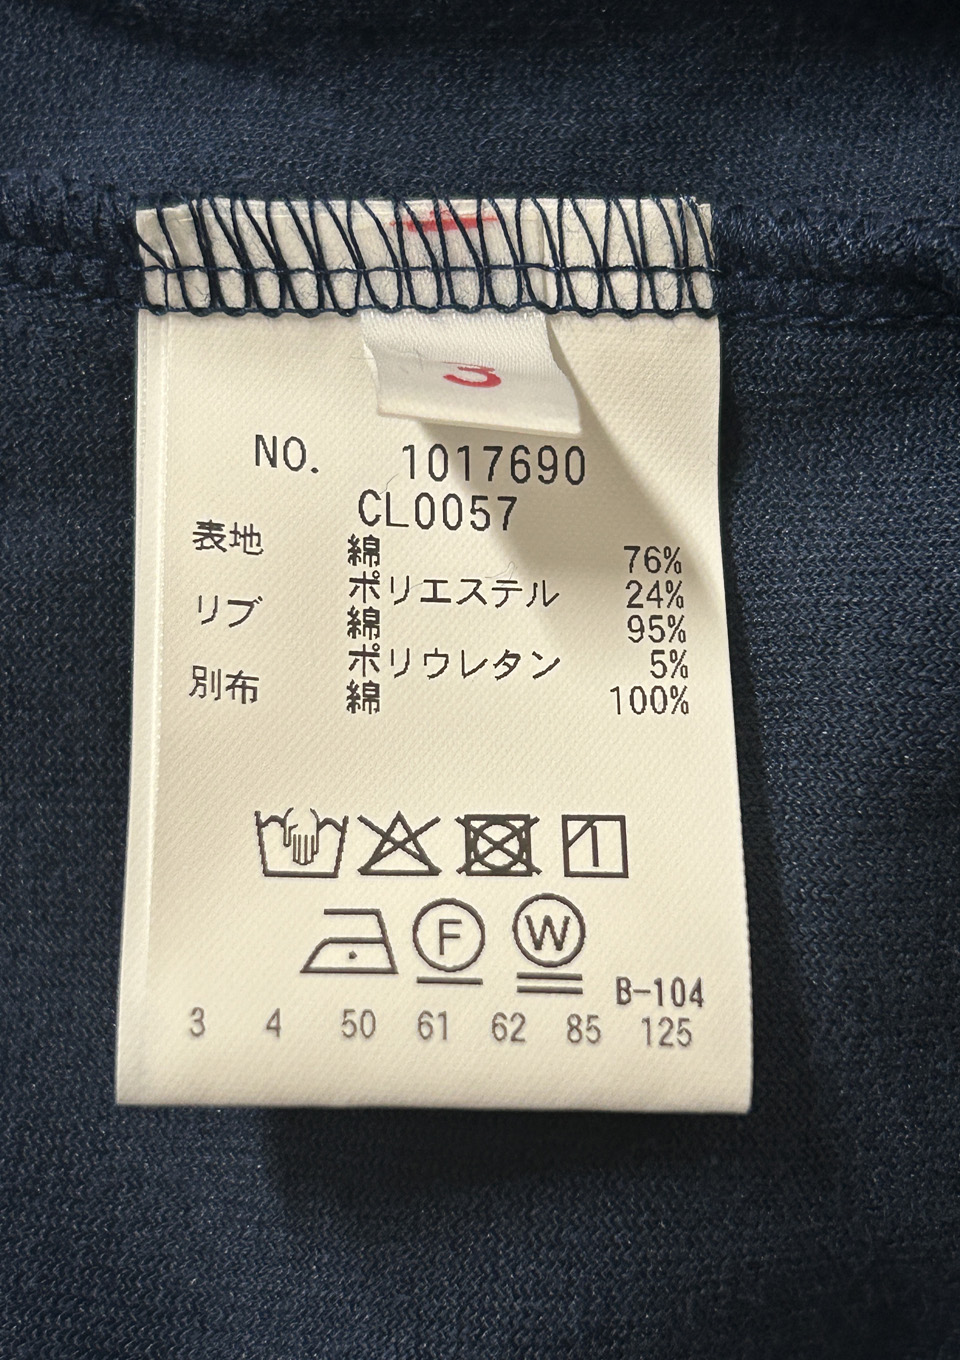 3
NO. 1017690
CL0057
表地 綿 76%
ポリエステル 24%
リブ 綿 95%
ポリウレタン 5%
別布 綿 100%
F W
B-104
3 4 50 61 62 85 125